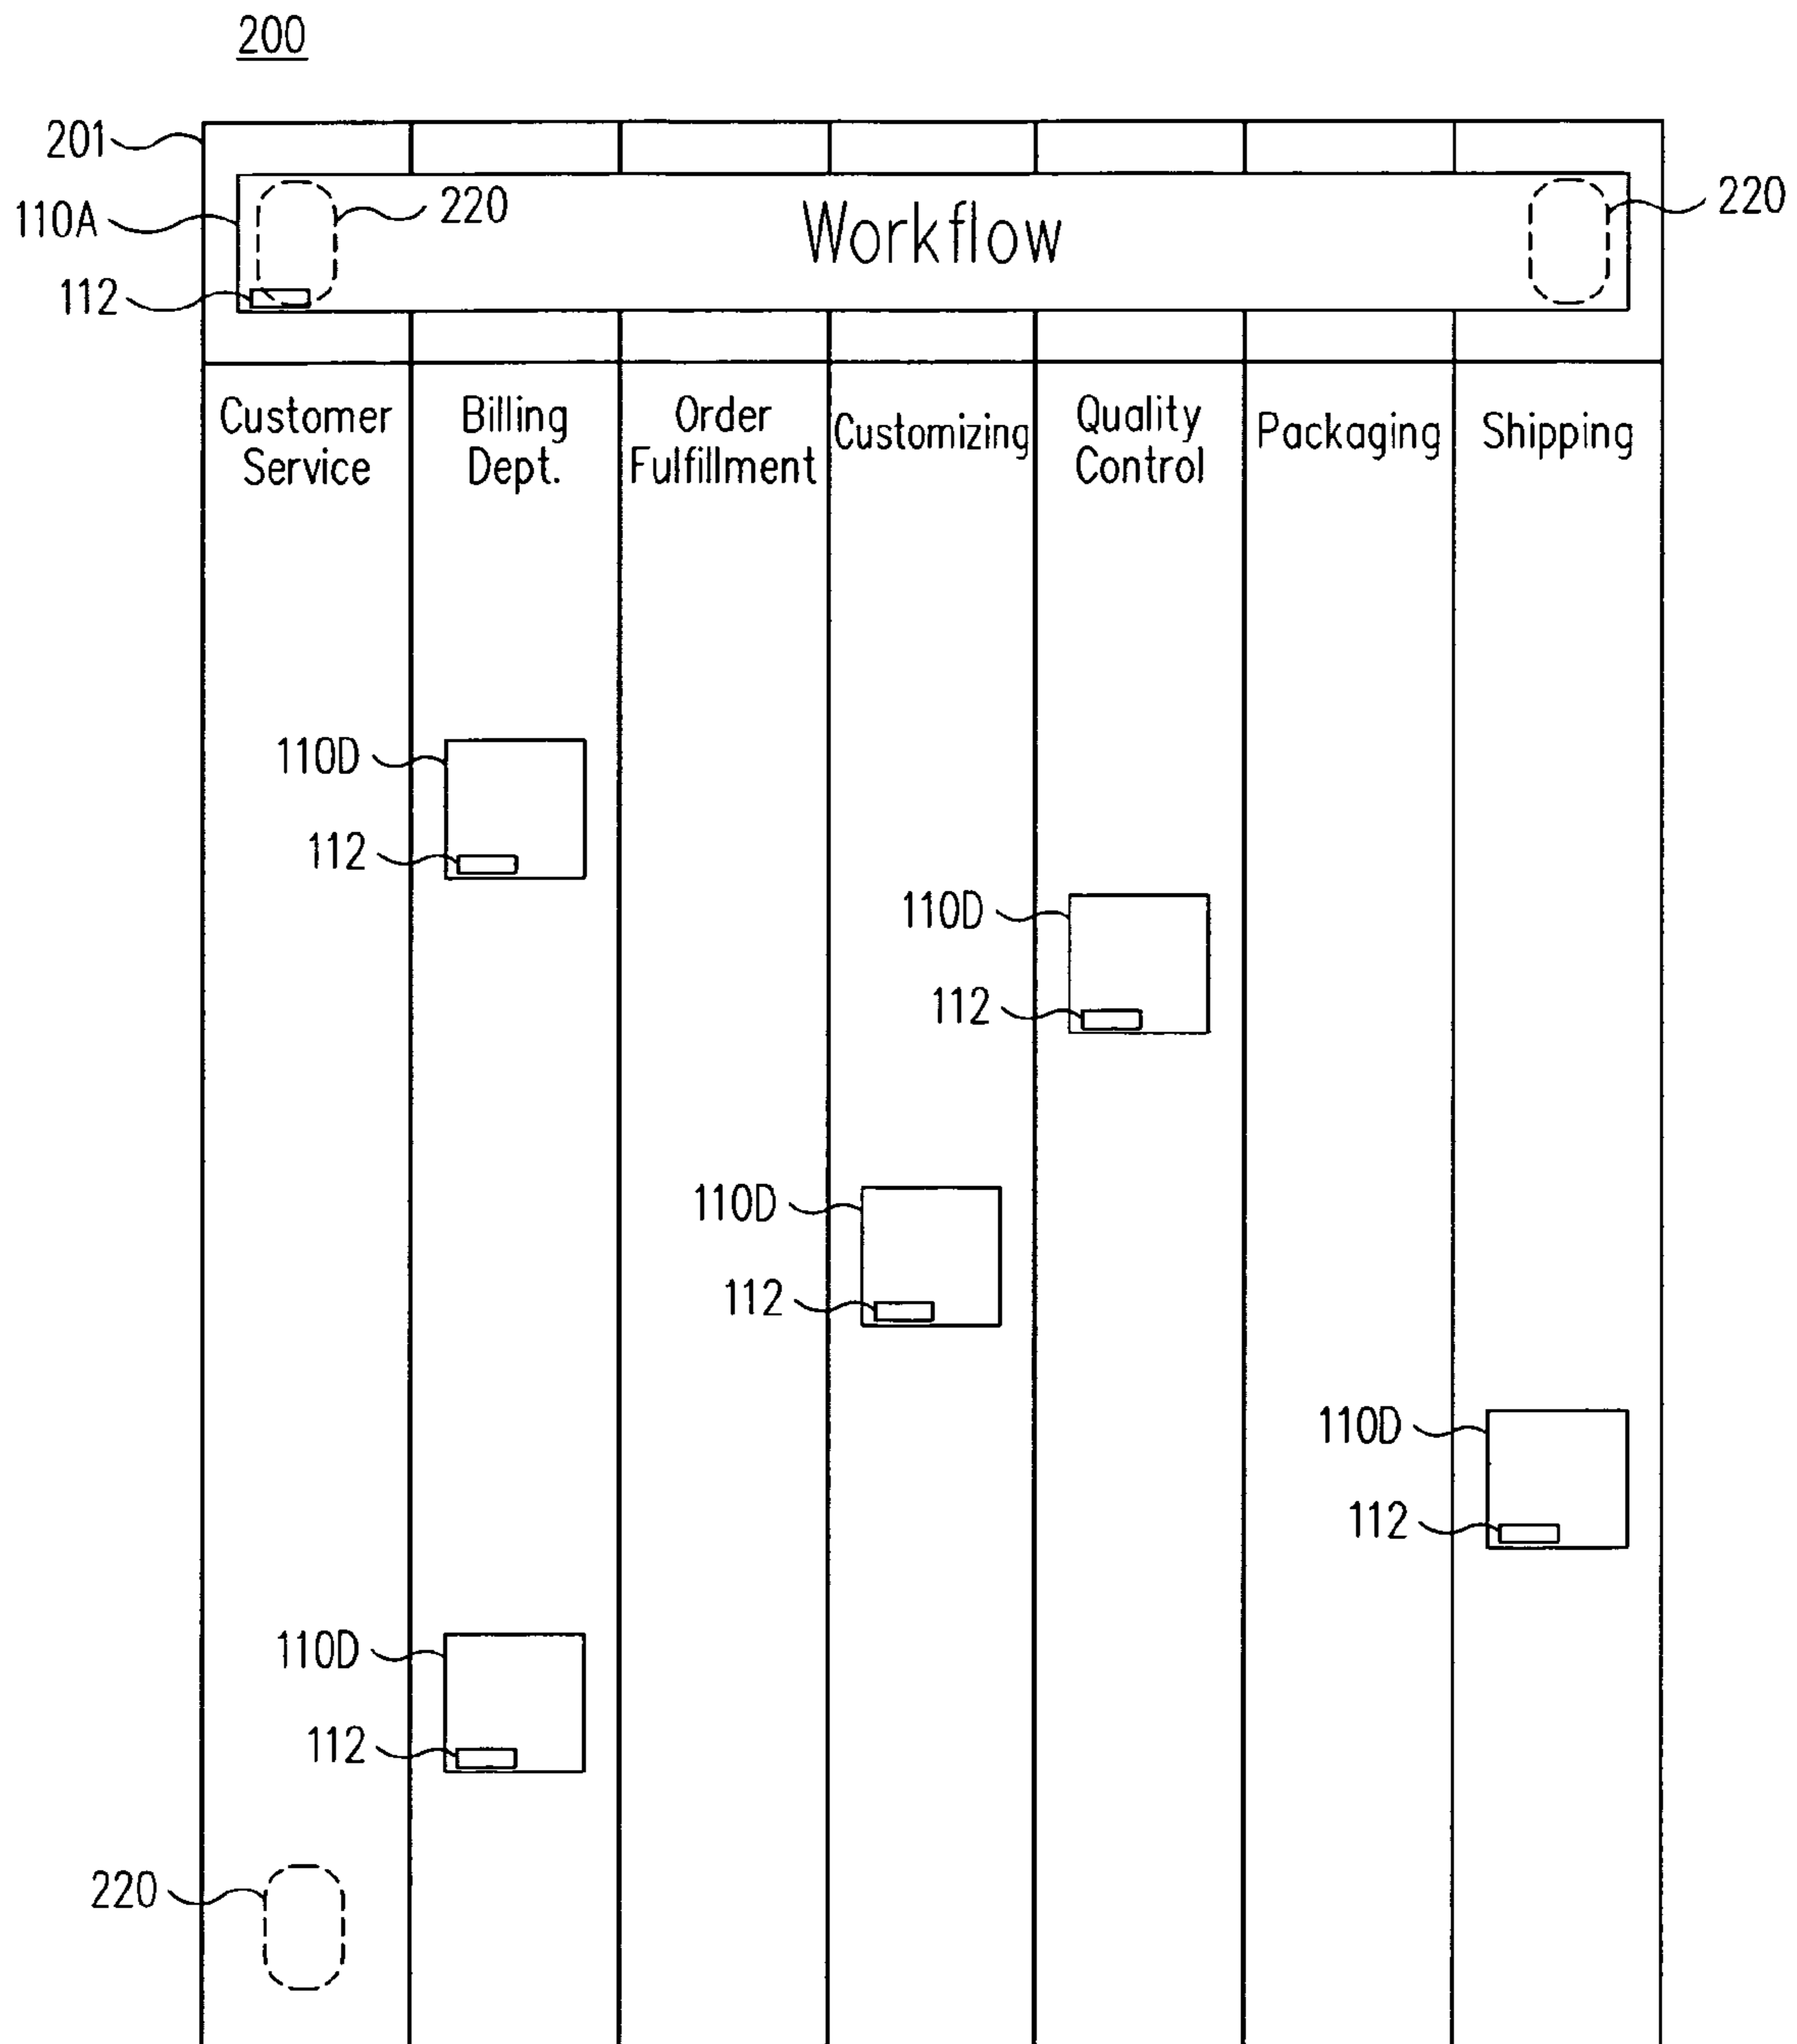 200
201
110A
220
Workflow
220
112
Customer
Service
Billing
Dept.
Order
Fulfillment
Customizing
Quality
Control
Packaging
Shipping
110D
112
110D
112
110D
112
110D
112
110D
112
220